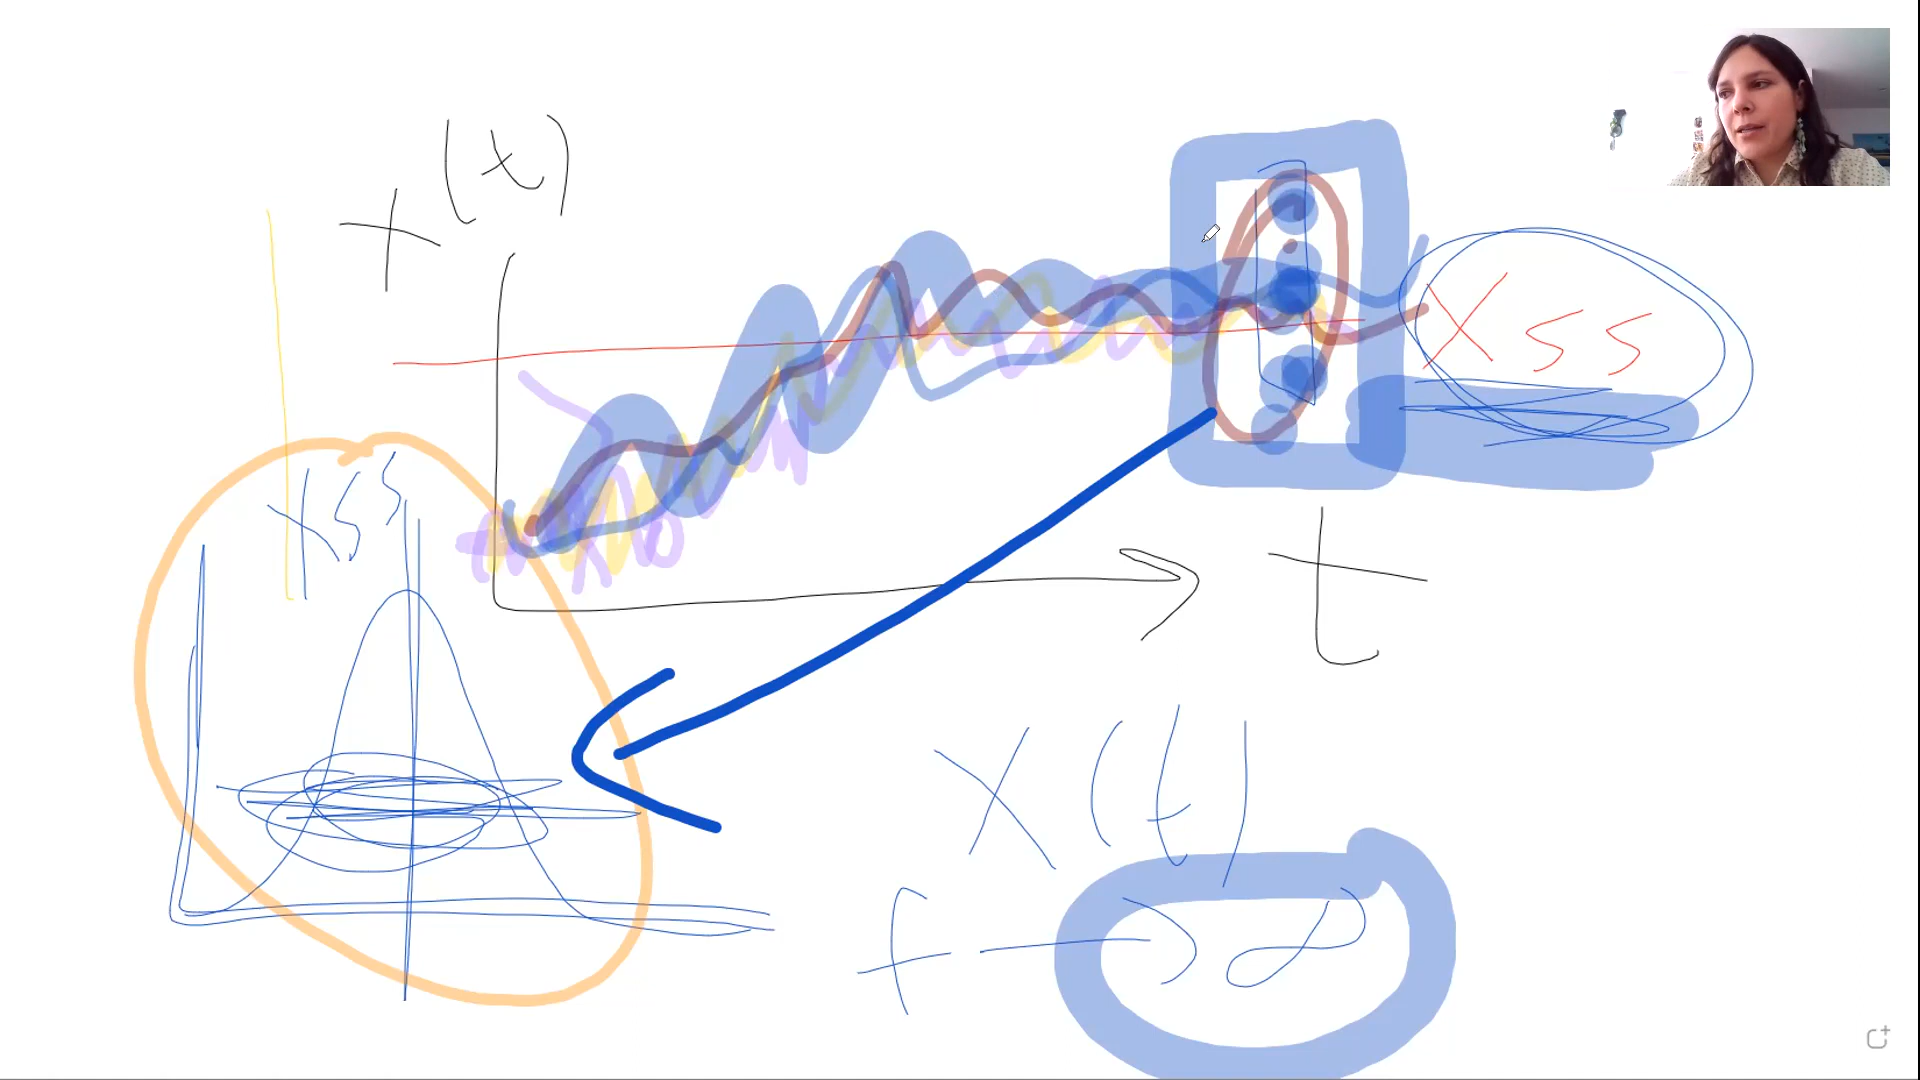 x(t)
xss
xss
t
x(t)
t → ∞